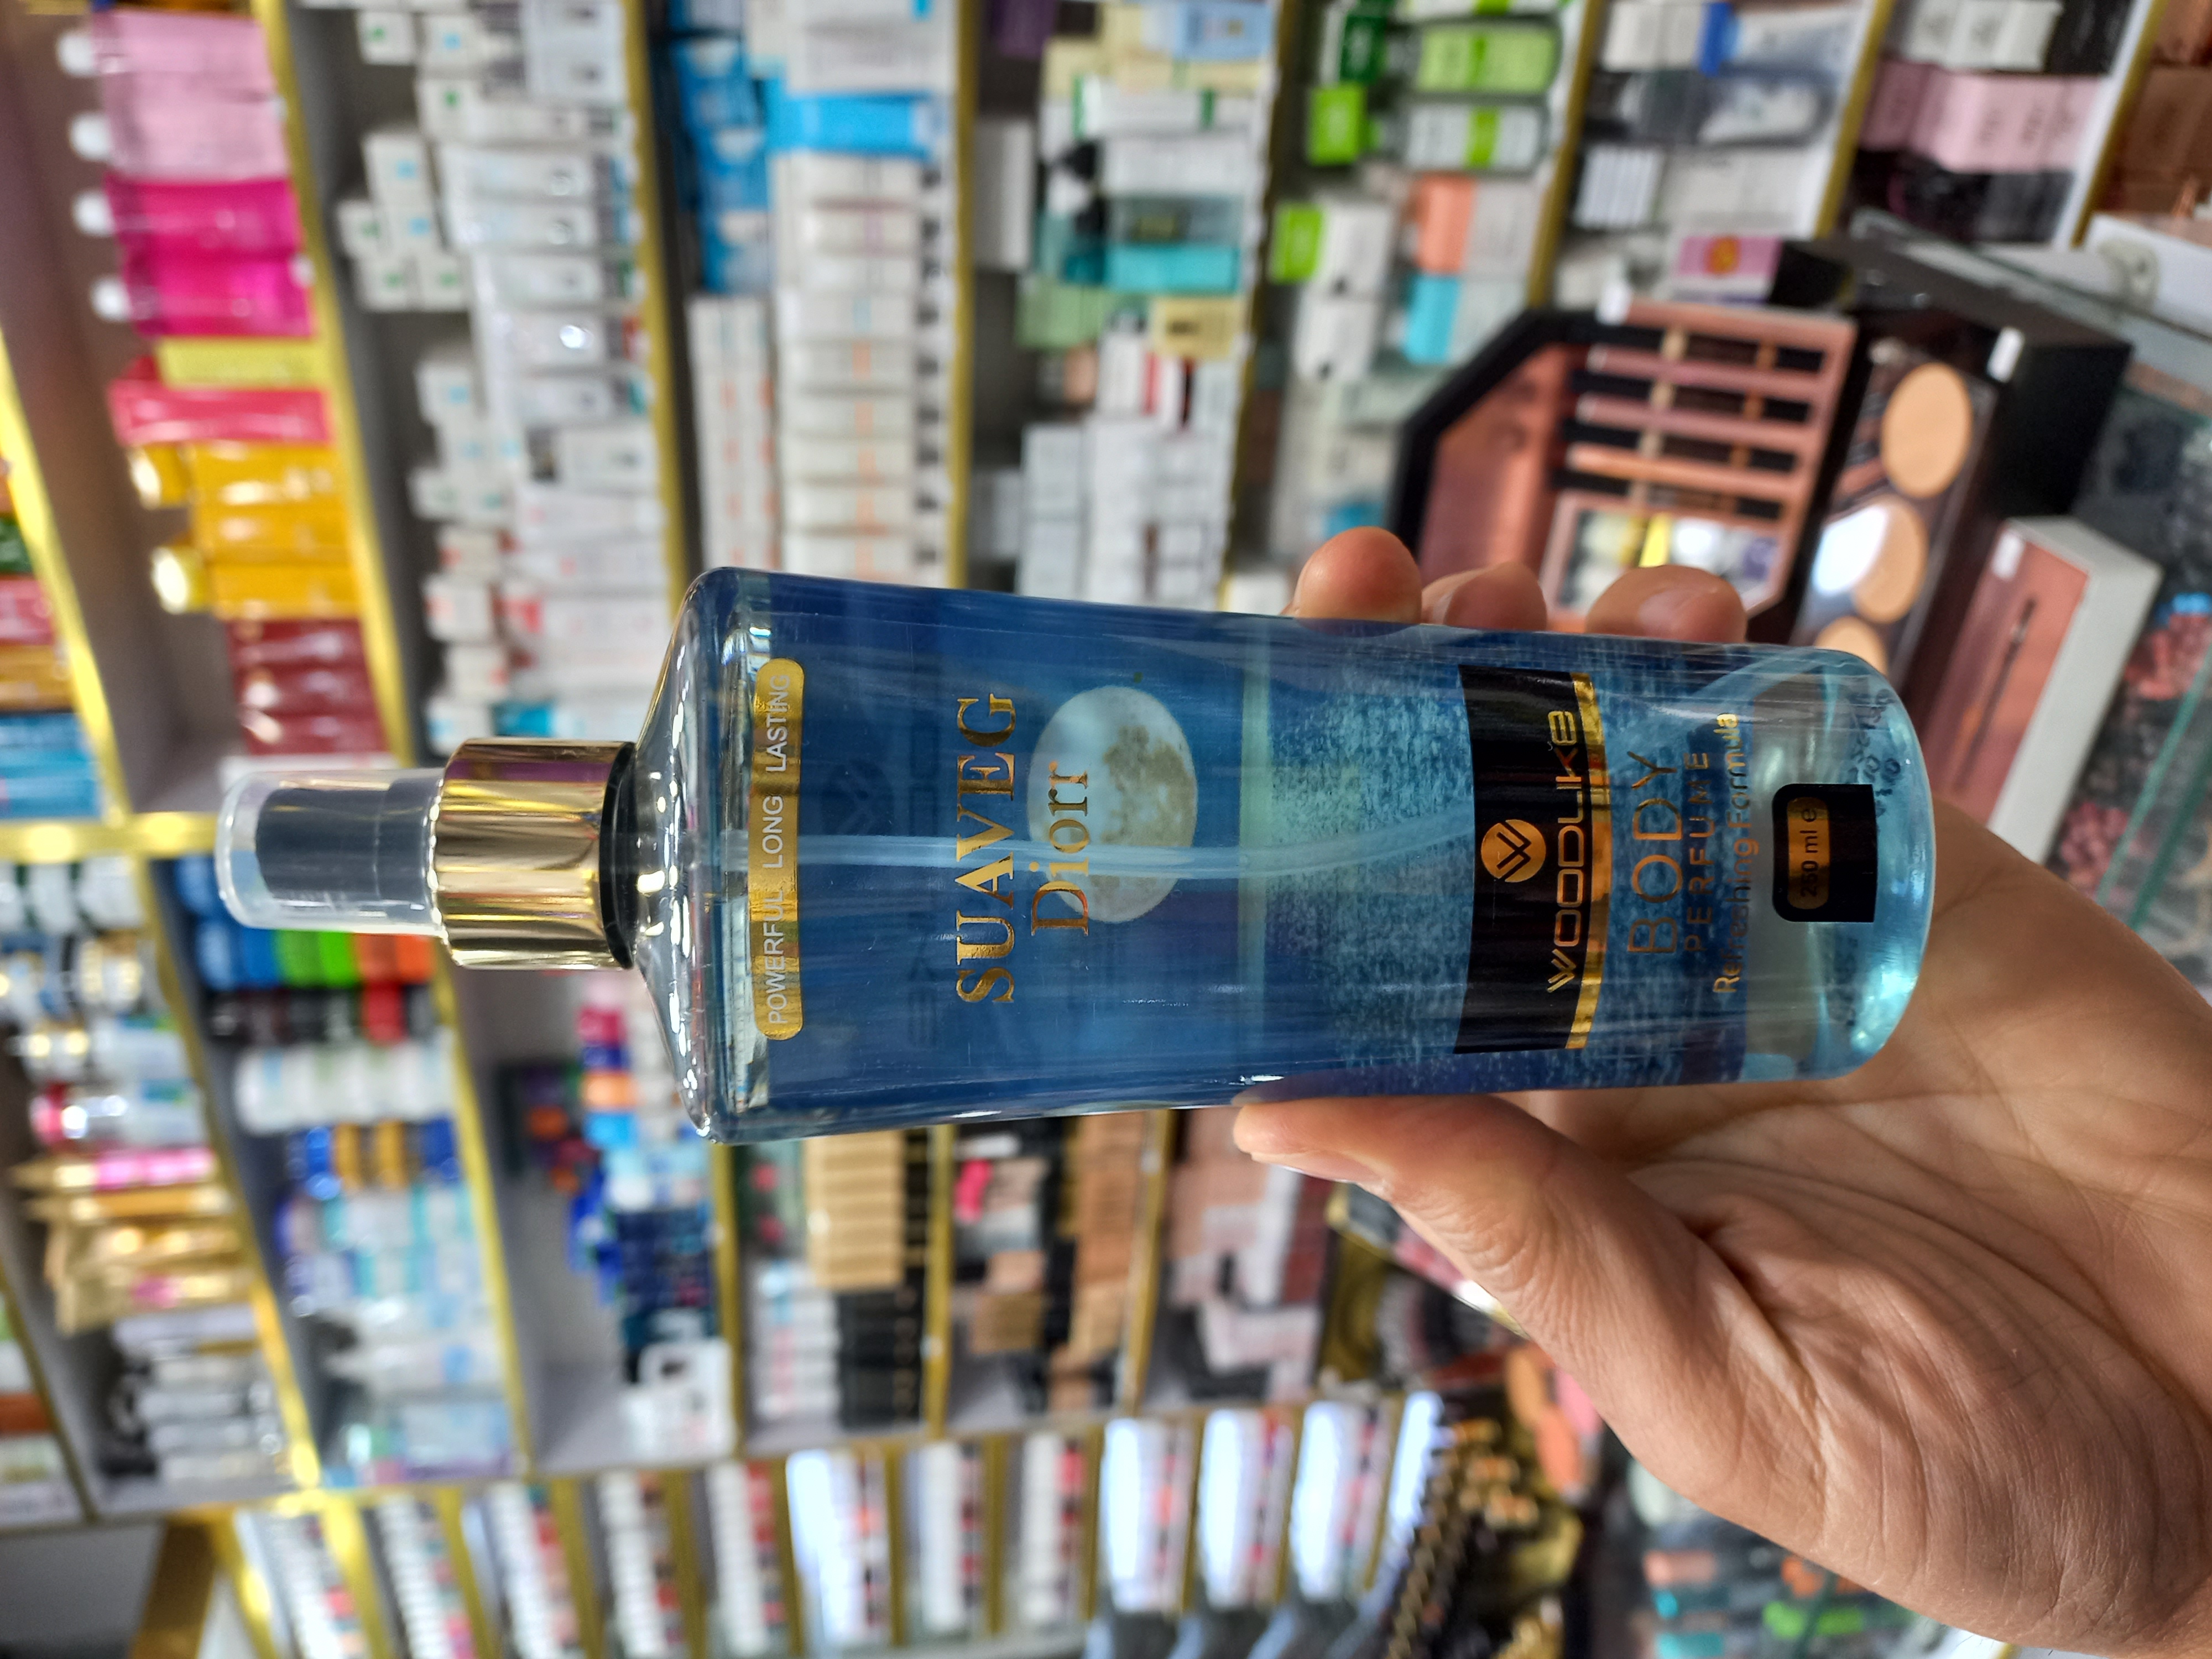 POWERFUL LONG LASTING
SUAVEG
Diorr
WOODLIKE
BODY
PERFUME
Refreshing Formula
250 ml e